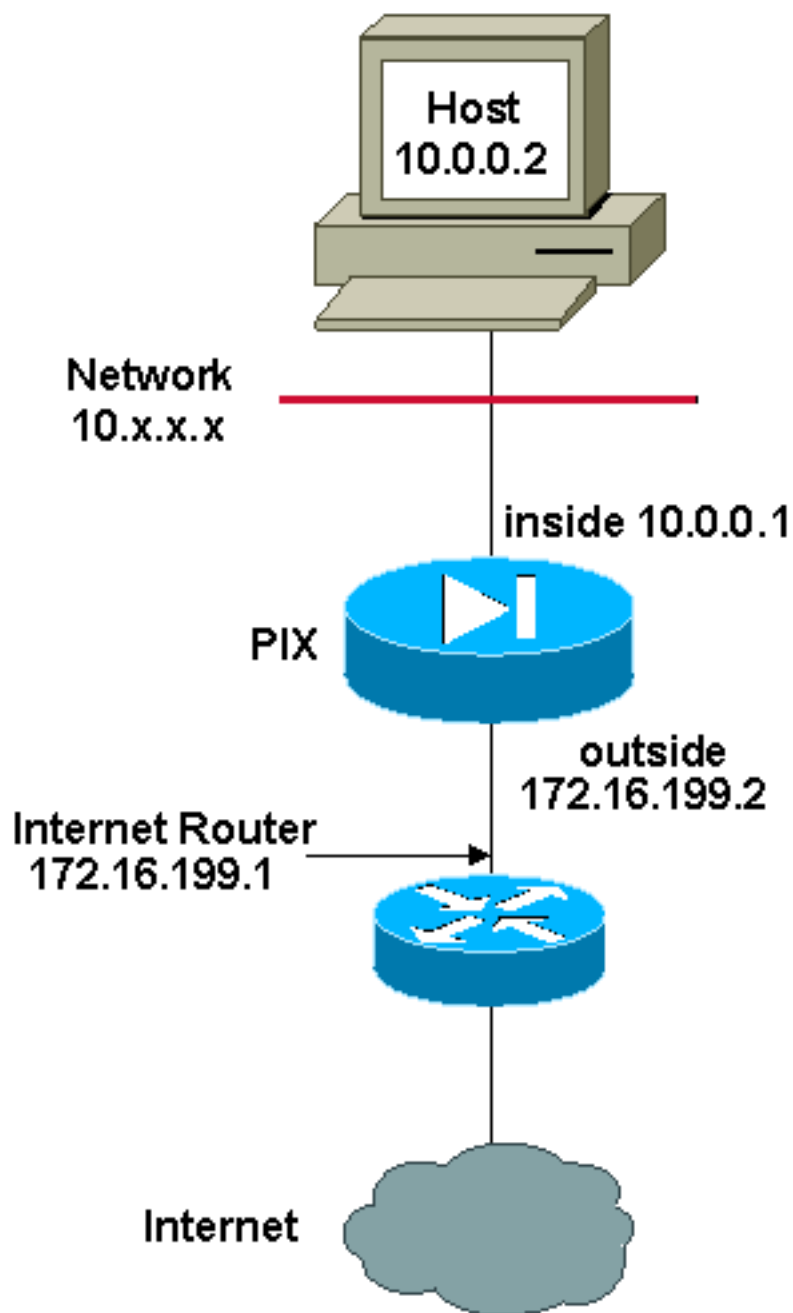 Host
10.0.0.2
Network
10.x.x.x
inside 10.0.0.1
PIX
outside
172.16.199.2
Internet Router
172.16.199.1
Internet